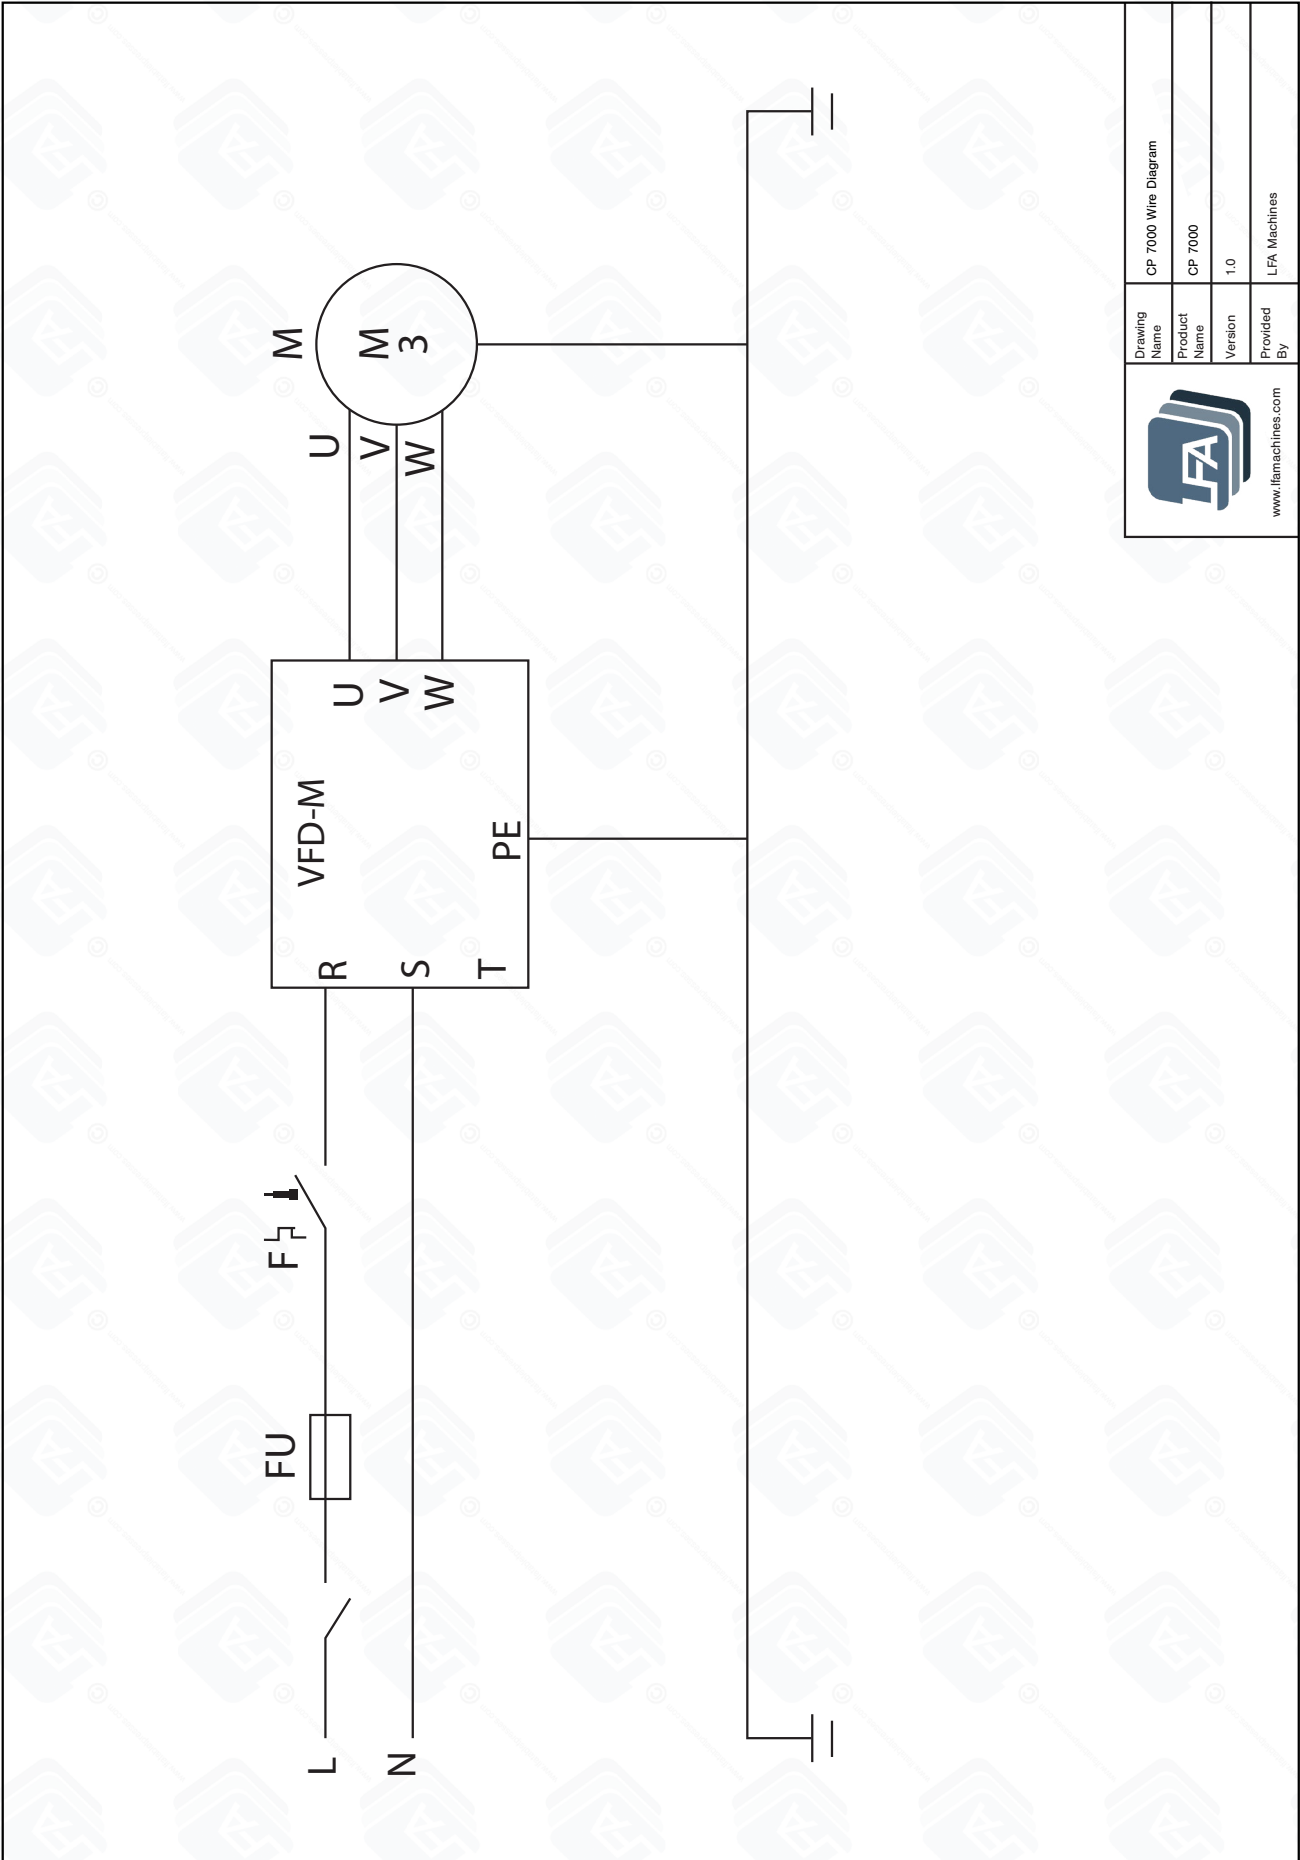 M
M
3
U
V
W
U
V
W
VFD-M
PE
R
S
T
F
FU
L
N
Drawing
Name
CP 7000 Wire Diagram
Product
Name
CP 7000
Version
1.0
Provided
By
LFA Machines
LFA
www.lfamachines.com